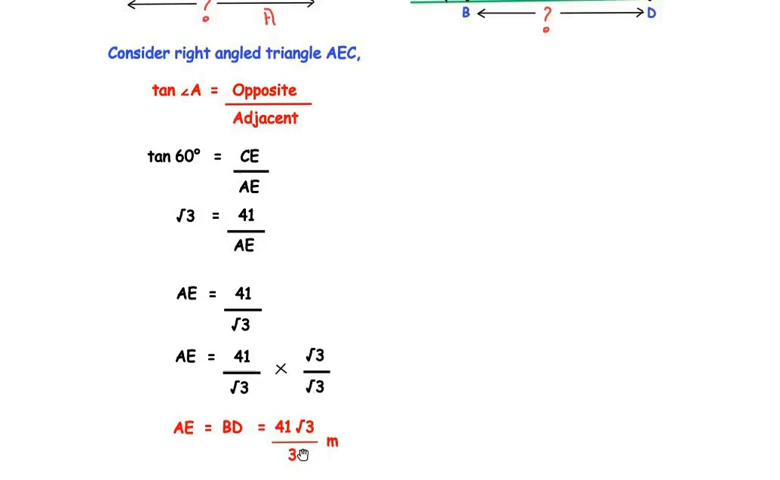 ?
A
B ? D
Consider right angled triangle AEC,
tan ∠A = Opposite
Adjacent
tan 60° = CE
AE
√3 = 41
AE
AE = 41
√3
AE = 41 × √3
√3 √3
AE = BD = 41√3 m
3